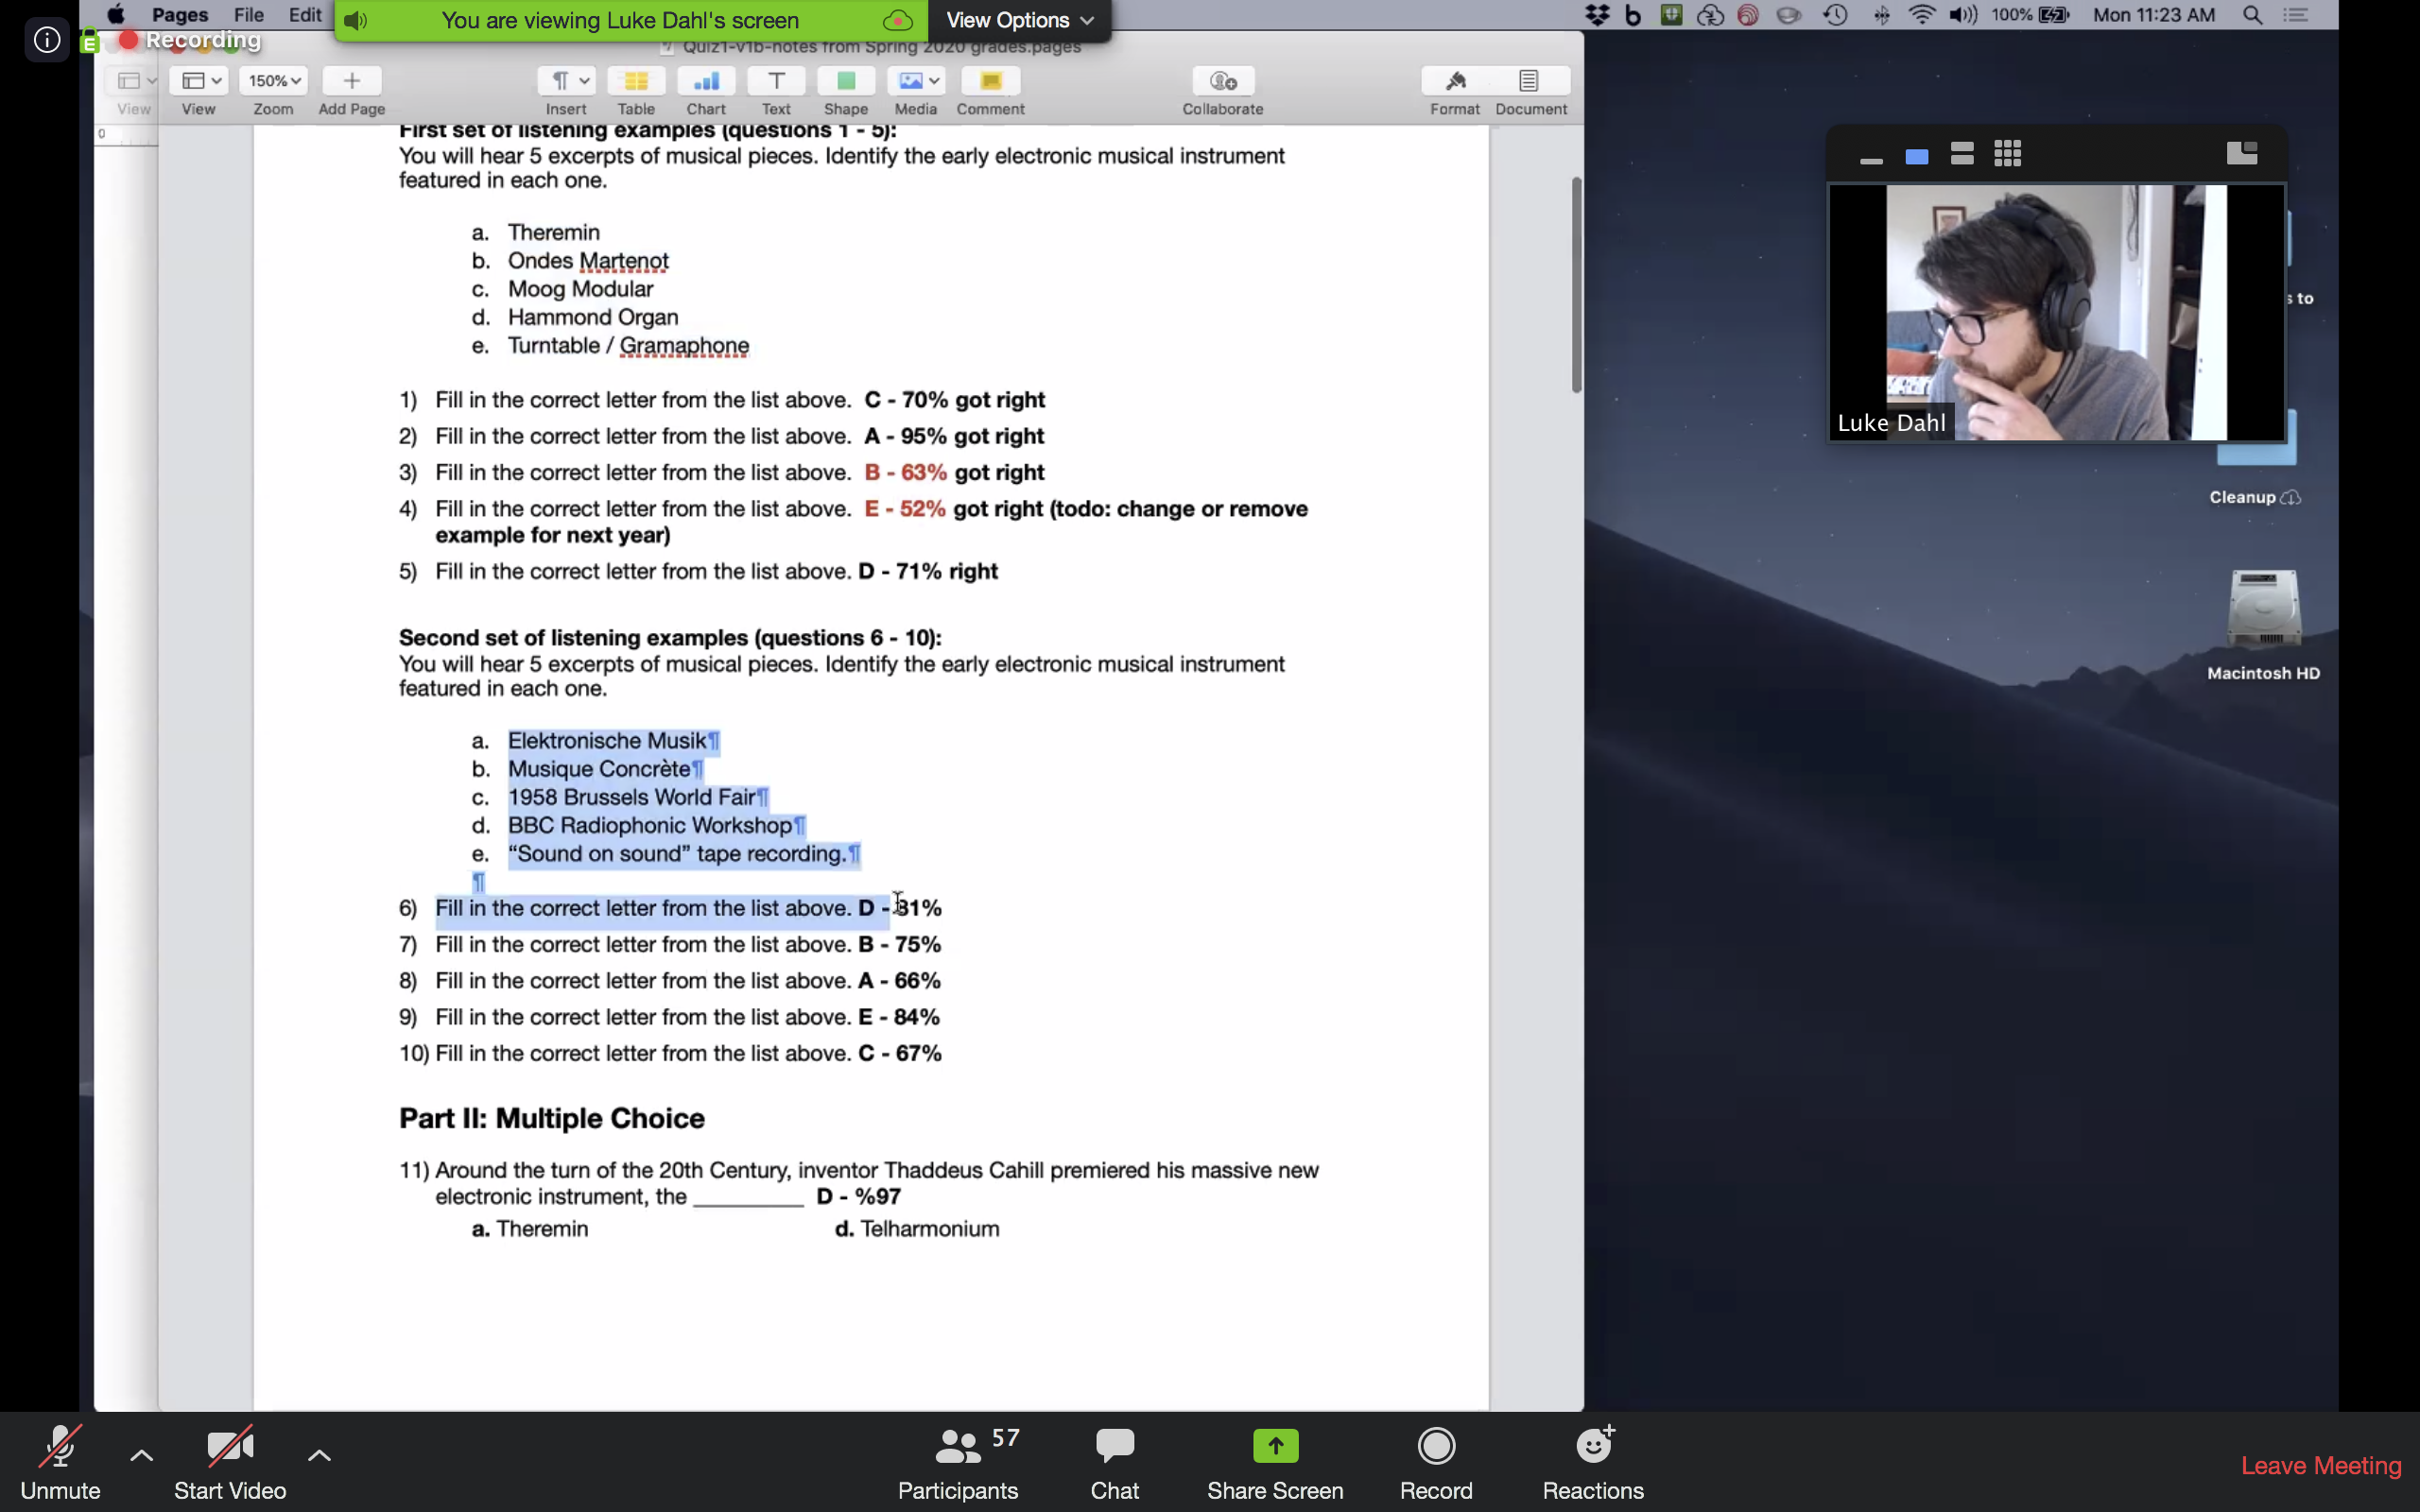 Pages File Edit
You are viewing Luke Dahl's screen
View Options
100%
Mon 11:23 AM
Recording
Quiz1-v1b-notes from Spring 2020 grades.pages
150%
View
View
Zoom
Add Page
Insert
Table
Chart
Text
Shape
Media
Comment
Collaborate
Format
Document
0
First set of listening examples (questions 1 - 5):
You will hear 5 excerpts of musical pieces. Identify the early electronic musical instrument
featured in each one.
a. Theremin
b. Ondes Martenot
c. Moog Modular
d. Hammond Organ
e. Turntable / Gramaphone
1) Fill in the correct letter from the list above. C - 70% got right
2) Fill in the correct letter from the list above. A - 95% got right
3) Fill in the correct letter from the list above. B - 63% got right
4) Fill in the correct letter from the list above. E - 52% got right (todo: change or remove
example for next year)
5) Fill in the correct letter from the list above. D - 71% right
Second set of listening examples (questions 6 - 10):
You will hear 5 excerpts of musical pieces. Identify the early electronic musical instrument
featured in each one.
a. Elektronische Musik¶
b. Musique Concrète¶
c. 1958 Brussels World Fair¶
d. BBC Radiophonic Workshop¶
e. “Sound on sound” tape recording.¶
¶
6) Fill in the correct letter from the list above. D -
7) Fill in the correct letter from the list above. B - 75%
8) Fill in the correct letter from the list above. A - 66%
9) Fill in the correct letter from the list above. E - 84%
10) Fill in the correct letter from the list above. C - 67%
Part II: Multiple Choice
11) Around the turn of the 20th Century, inventor Thaddeus Cahill premiered his massive new
electronic instrument, the __________ D - %97
a. Theremin d. Telharmonium
Luke Dahl
s to
Cleanup
Macintosh HD
Unmute
Start Video
57
Participants
Chat
Share Screen
Record
Reactions
Leave Meeting